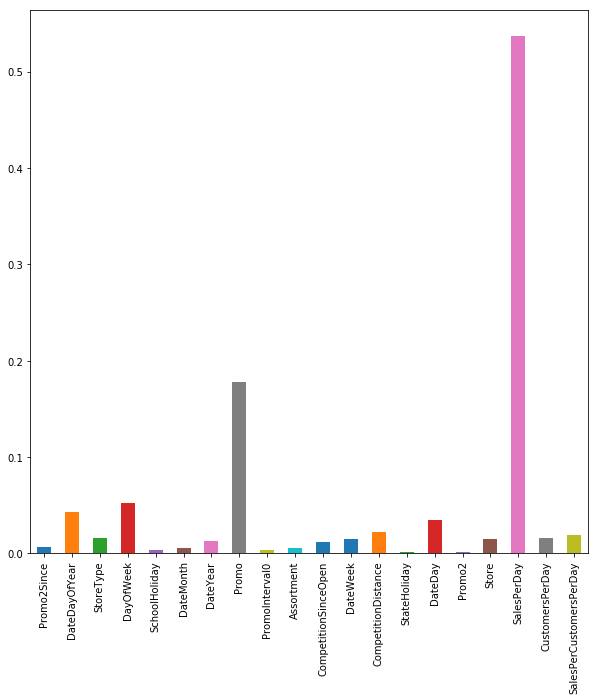 0.5
0.4
0.3
0.2
0.1
0.0
Promo2Since
DateDayOfYear
StoreType
DayOfWeek
SchoolHoliday
DateMonth
DateYear
Promo
PromoInterval0
Assortment
CompetitionSinceOpen
DateWeek
CompetitionDistance
StateHoliday
DateDay
Promo2
Store
SalesPerDay
CustomersPerDay
SalesPerCustomersPerDay